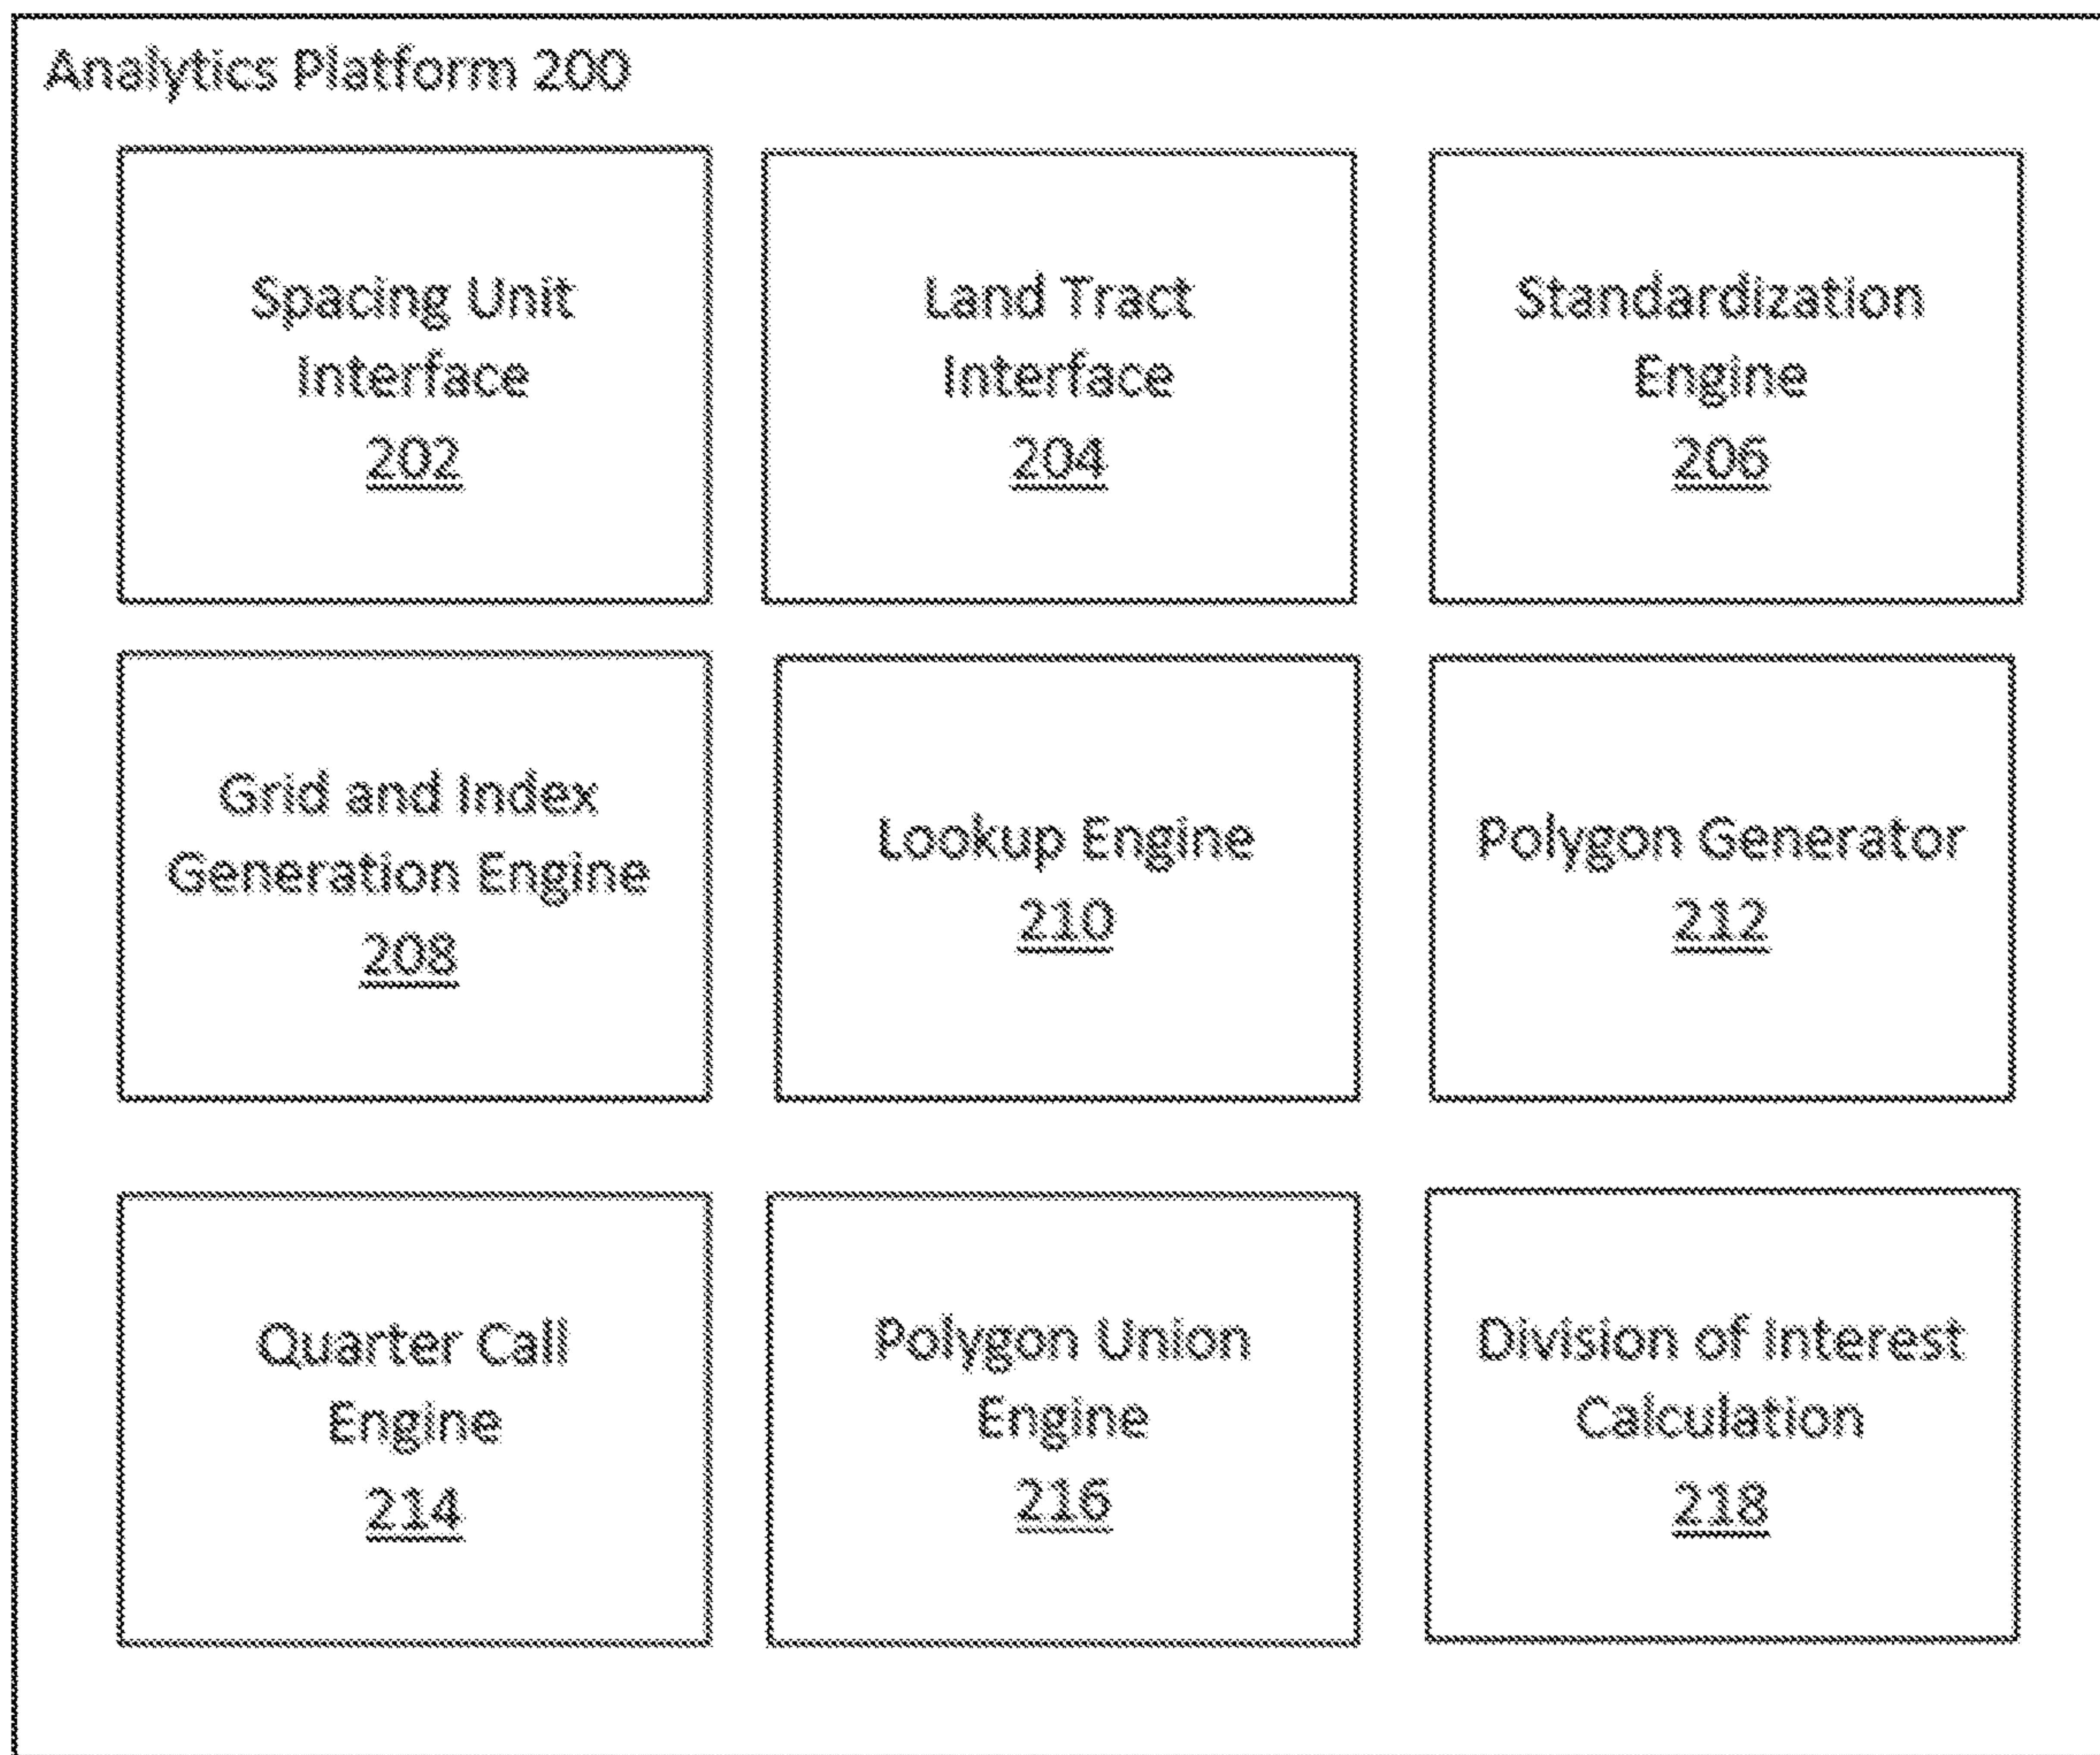 Analytics Platform 200
Spacing Unit
Interface
202
Land Tract
Interface
204
Standardization
Engine
206
Grid and Index
Generation Engine
208
Lookup Engine
210
Polygon Generator
212
Quarter Call
Engine
214
Polygon Union
Engine
216
Division of Interest
Calculation
218